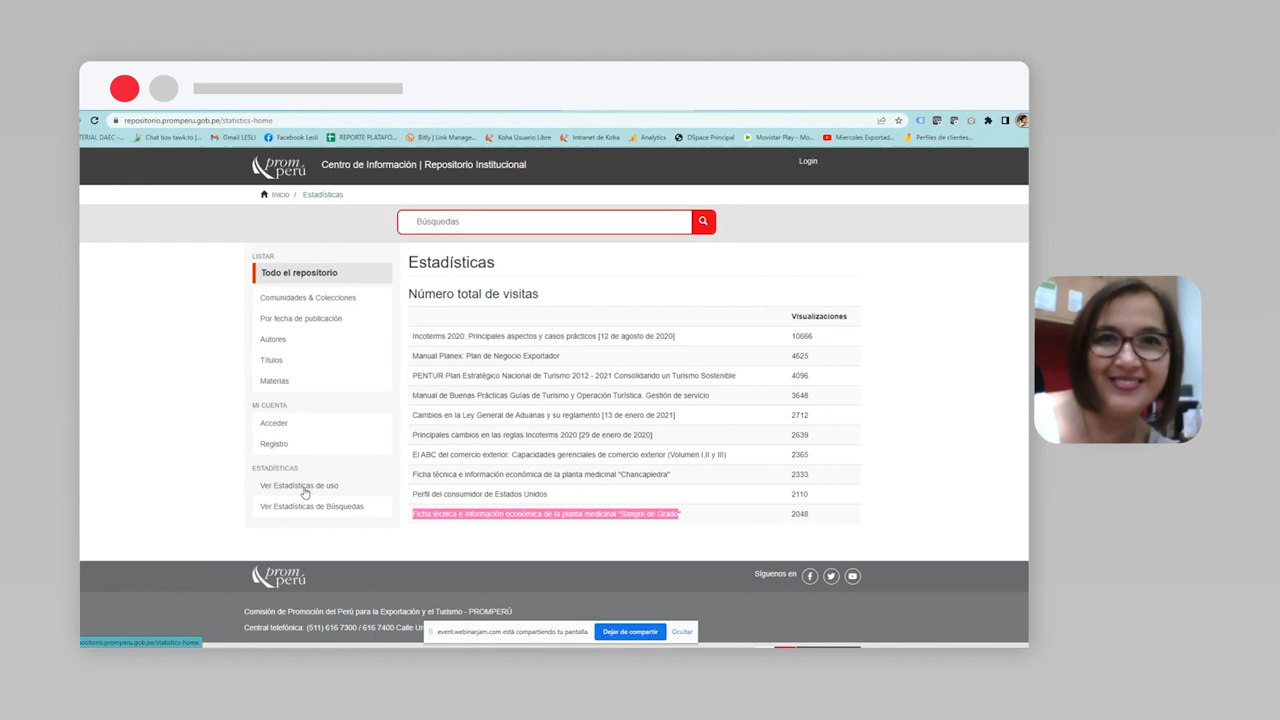 repositorio.promperu.gob.pe/statistics-home
TERIAL DAEC -... Chat box tawk.to |... Gmail LESLI Facebook Lesli REPORTE PLATAFO... Bitly | Link Manage... Koha Usuario Libre Intranet de Koha Analytics DSpace Principal Movistar Play - Mo... Miercoles Exportad... Perfiles de clientes...
prom perú Centro de Información | Repositorio Institucional Login
Inicio / Estadísticas
Búsquedas
LISTAR
Todo el repositorio
Comunidades & Colecciones
Por fecha de publicación
Autores
Títulos
Materias
MI CUENTA
Acceder
Registro
ESTADÍSTICAS
Ver Estadísticas de uso
Ver Estadísticas de Búsquedas
Estadísticas
Número total de visitas
Visualizaciones
Incoterms 2020: Principales aspectos y casos prácticos [12 de agosto de 2020] 10666
Manual Planex: Plan de Negocio Exportador 4625
PENTUR Plan Estratégico Nacional de Turismo 2012 - 2021 Consolidando un Turismo Sostenible 4096
Manual de Buenas Prácticas Guías de Turismo y Operación Turística. Gestión de servicio 3648
Cambios en la Ley General de Aduanas y su reglamento [13 de enero de 2021] 2712
Principales cambios en las reglas Incoterms 2020 [29 de enero de 2020] 2639
El ABC del comercio exterior: Capacidades gerenciales de comercio exterior (Volumen I,II y III) 2365
Ficha técnica e información económica de la planta medicinal "Chancapiedra" 2333
Perfil del consumidor de Estados Unidos 2110
Ficha técnica e información económica de la planta medicinal "Sangre de Grado" 2048
prom perú Síguenos en
Comisión de Promoción del Perú para la Exportación y el Turismo - PROMPERÚ
Central telefónica: (511) 616 7300 / 616 7400 Calle Un
event.webinarjam.com está compartiendo tu pantalla. Dejar de compartir Ocultar
ositorio.promperu.gob.pe/statistics-home